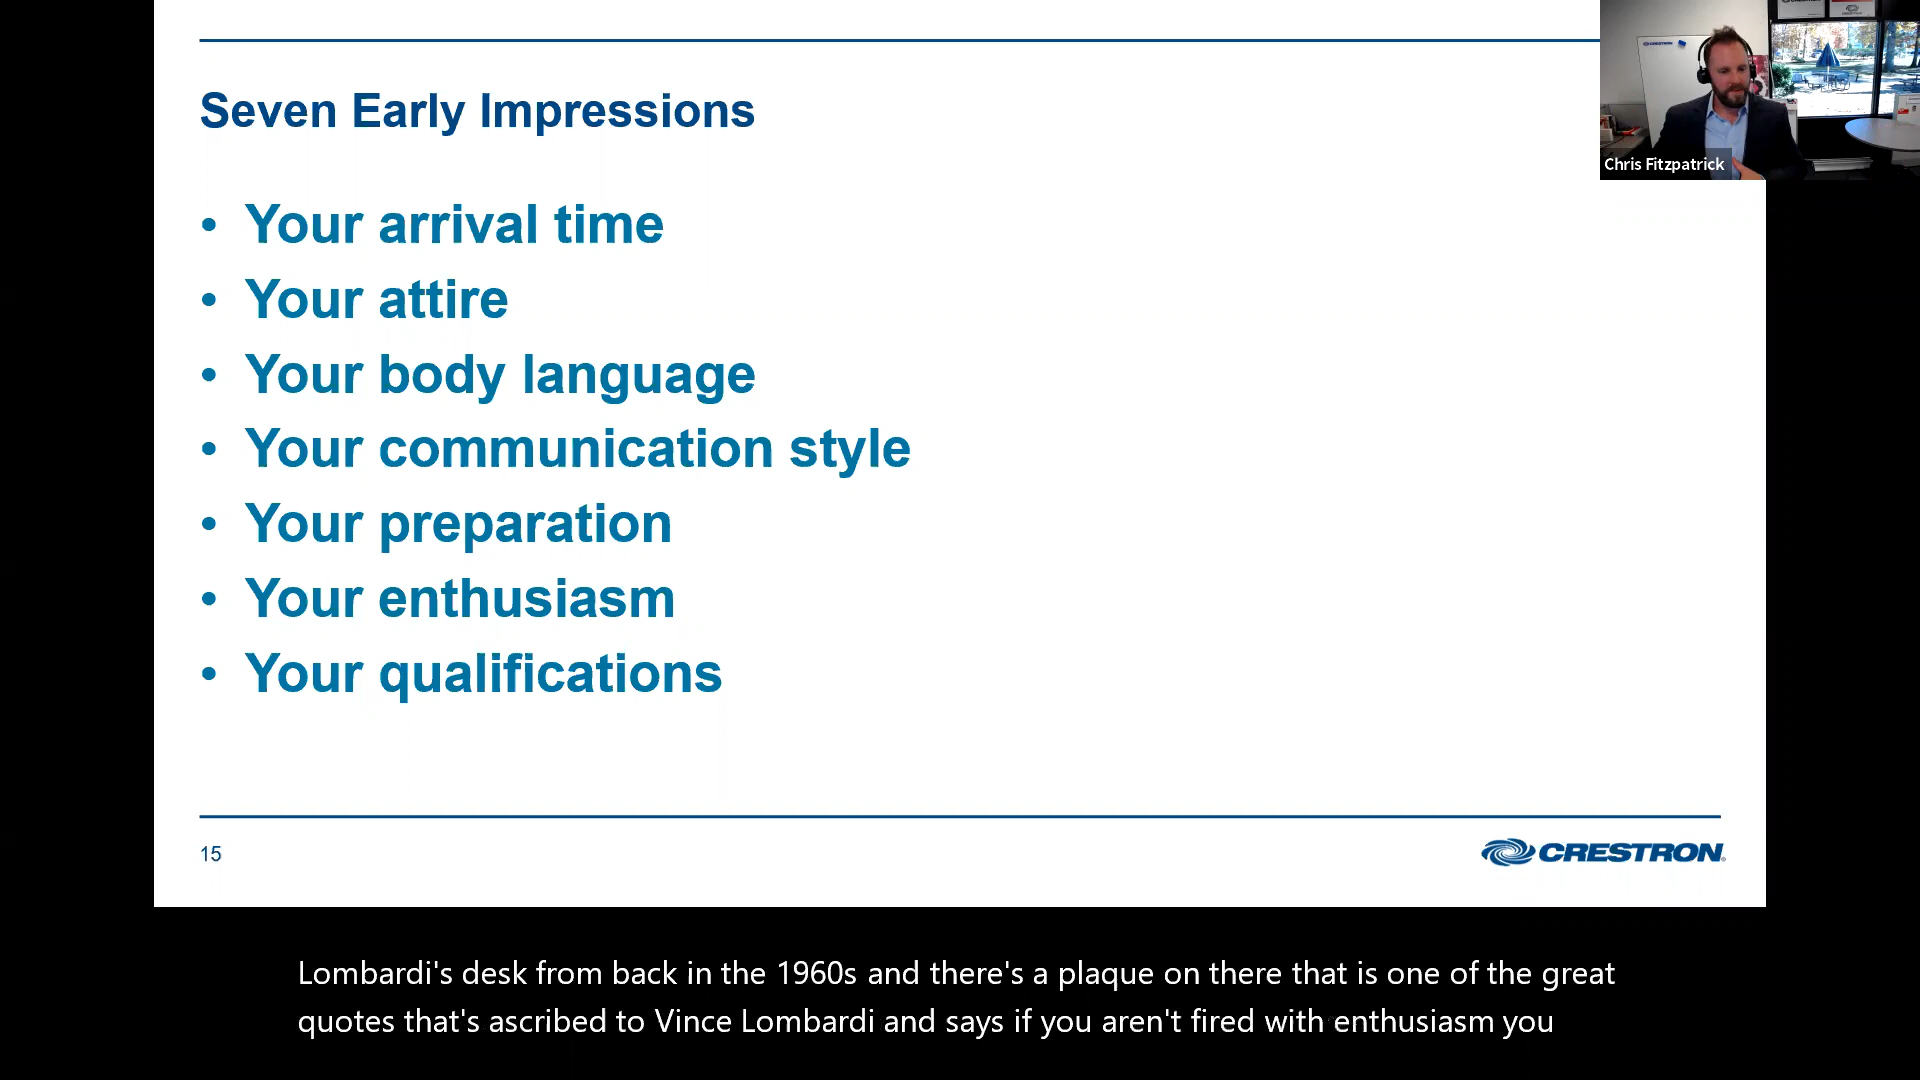 Seven Early Impressions
• Your arrival time
• Your attire
• Your body language
• Your communication style
• Your preparation
• Your enthusiasm
• Your qualifications
15
CRESTRON
CRESTRON
Chris Fitzpatrick
Lombardi's desk from back in the 1960s and there's a plaque on there that is one of the great
quotes that's ascribed to Vince Lombardi and says if you aren't fired with enthusiasm you